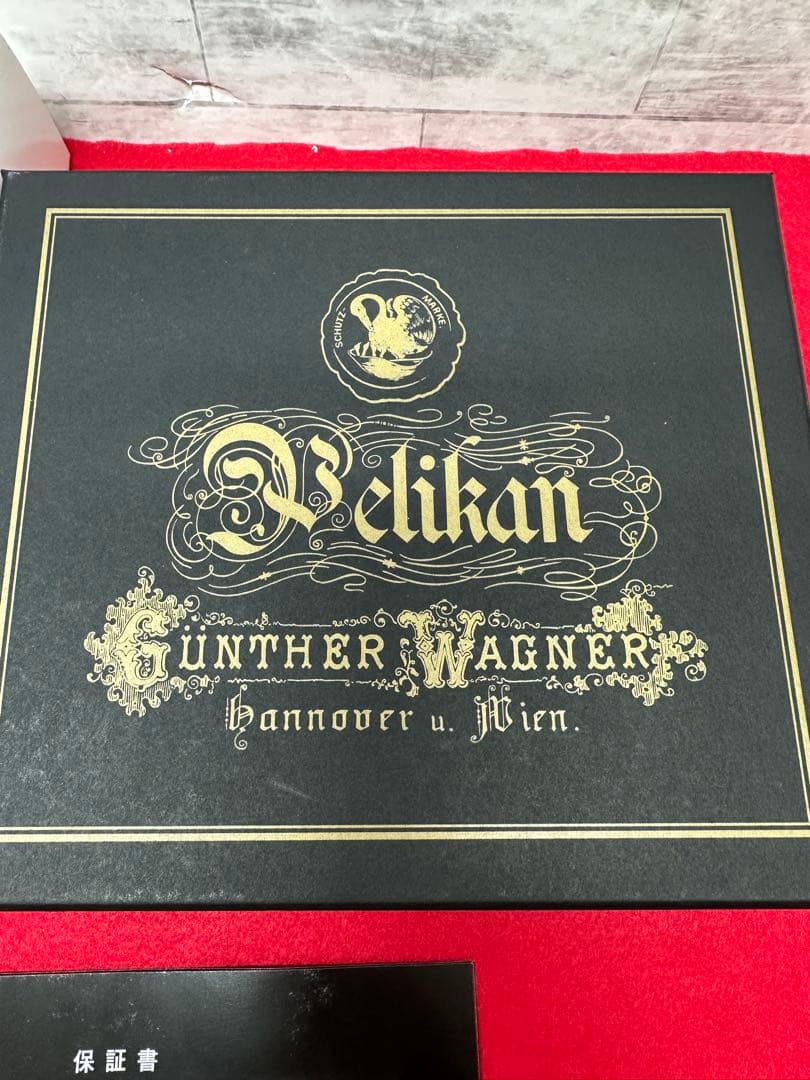 SCHUTZ- MARKE.
Pelikan
GÜNTHER WAGNER
Hannover u. Wien.
保証書